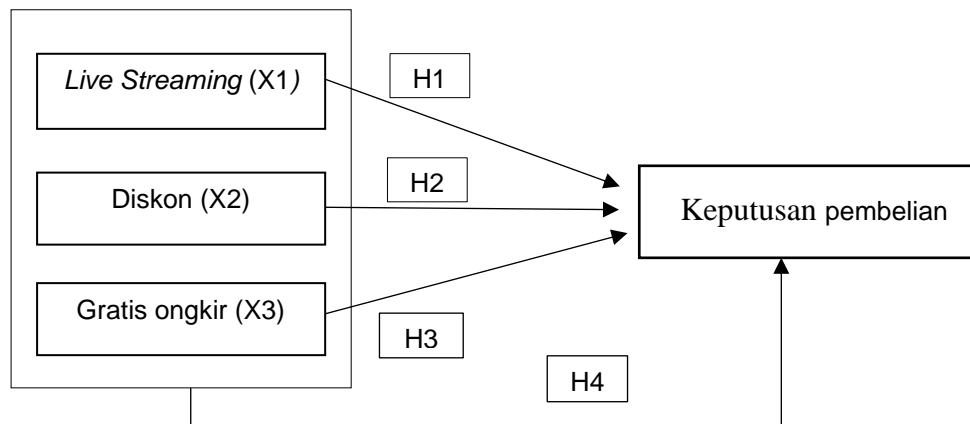 Live Streaming (X1)
H1
Diskon (X2)
H2
Keputusan pembelian
Gratis ongkir (X3)
H3
H4